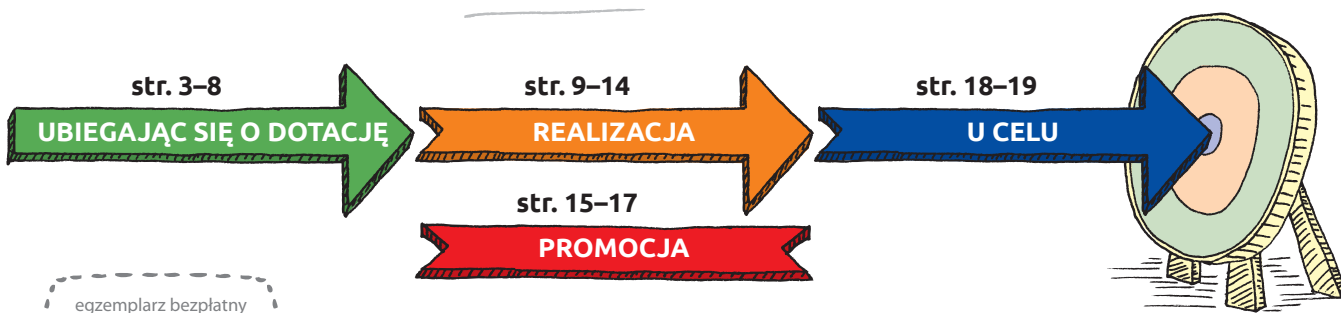 str. 3–8
UBIEGAJĄC SIĘ O DOTACJĘ
str. 9–14
REALIZACJA
str. 18–19
U CELU
str. 15–17
PROMOCJA
egzemplarz bezpłatny